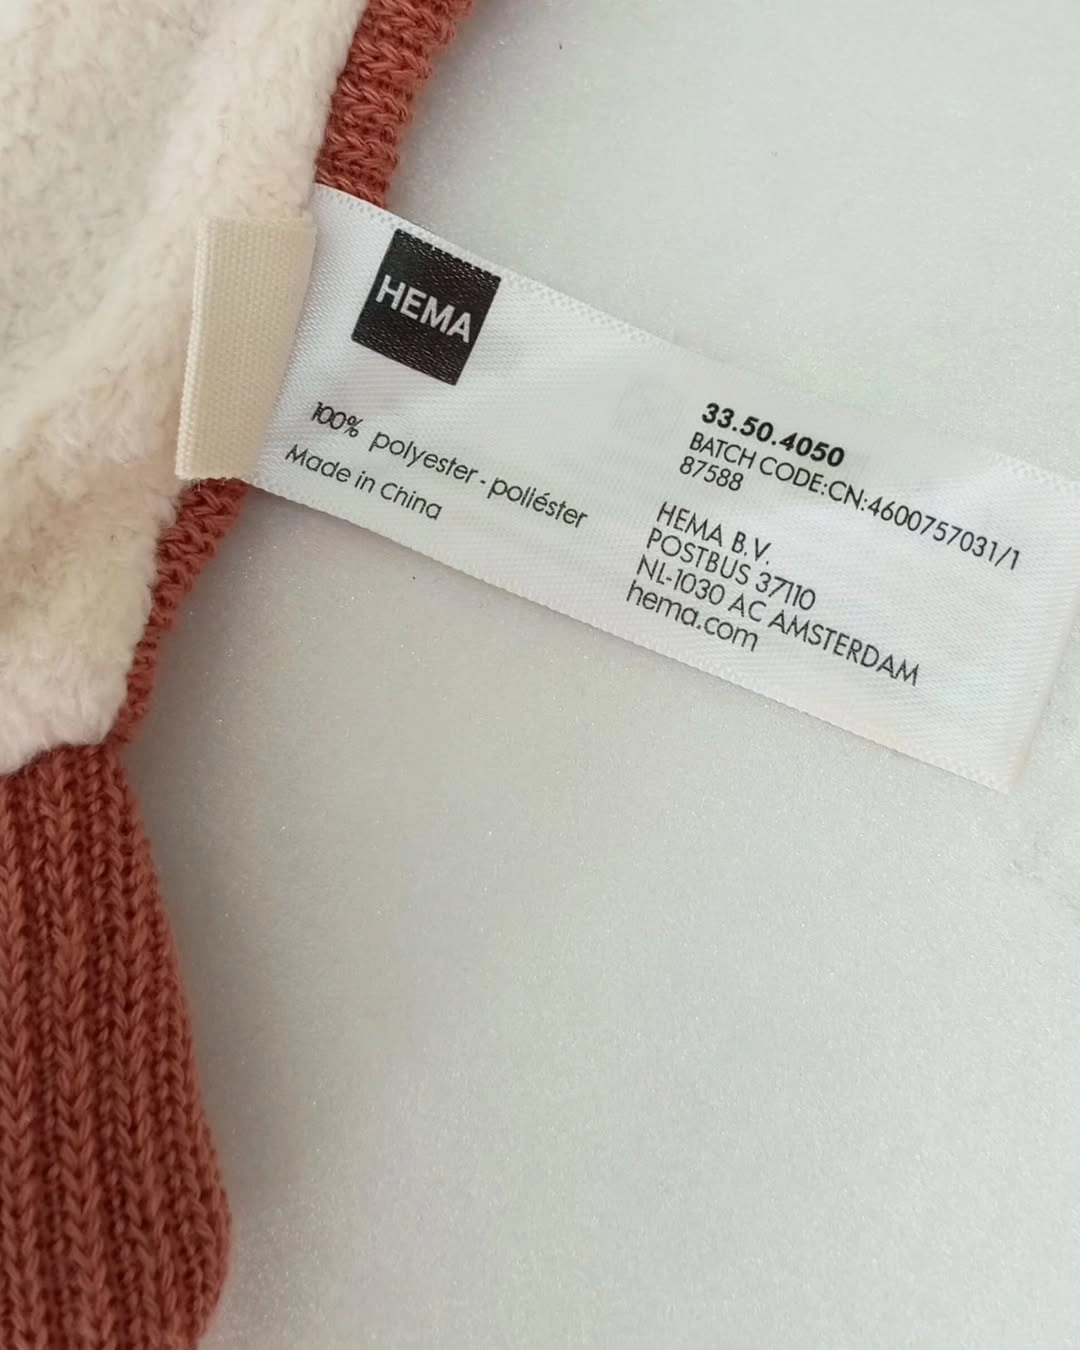 HEMA
100% polyester - poliéster
Made in China
33.50.4050
BATCH CODE:CN:4600757031/1
87588
HEMA B.V.
POSTBUS 37110
NL-1030 AC AMSTERDAM
hema.com